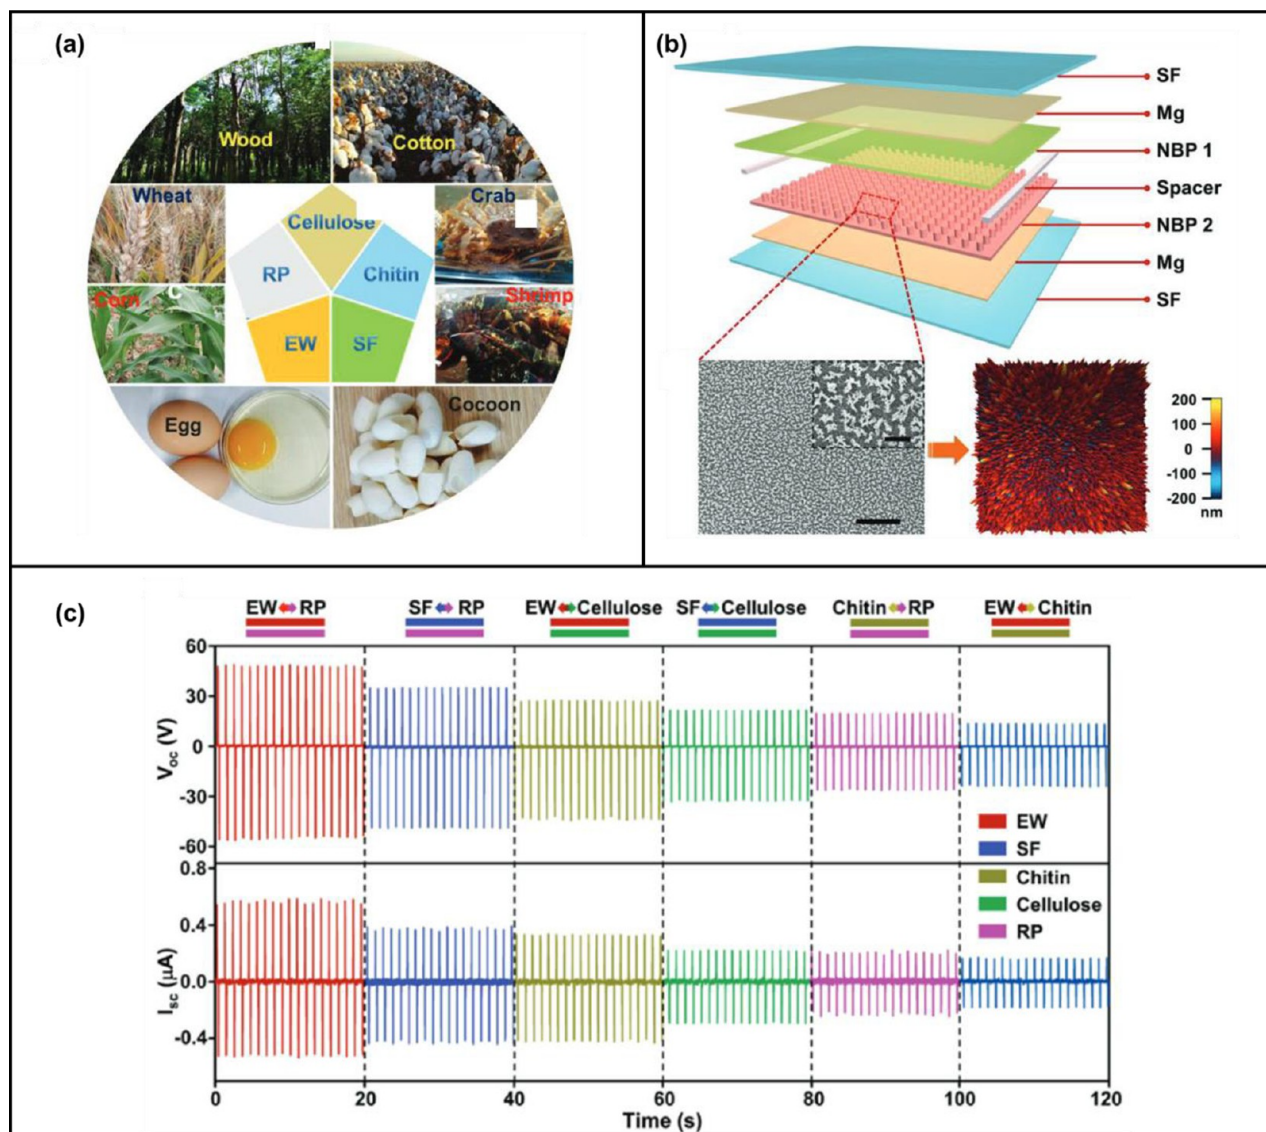 (a)
Wood
Cotton
Wheat
Crab
Cellulose
RP
Chitin
Corn
Shrimp
EW
SF
Egg
Cocoon
(b)
SF
Mg
NBP 1
Spacer
NBP 2
Mg
SF
200
100
0
-100
-200
nm
(c)
EW RP
SF RP
EW Cellulose
SF Cellulose
Chitin RP
EW Chitin
60
30
0
-30
-60
Voc (V)
0.8
0.4
0.0
-0.4
Isc (μA)
EW
SF
Chitin
Cellulose
RP
0 20 40 60 80 100 120
Time (s)